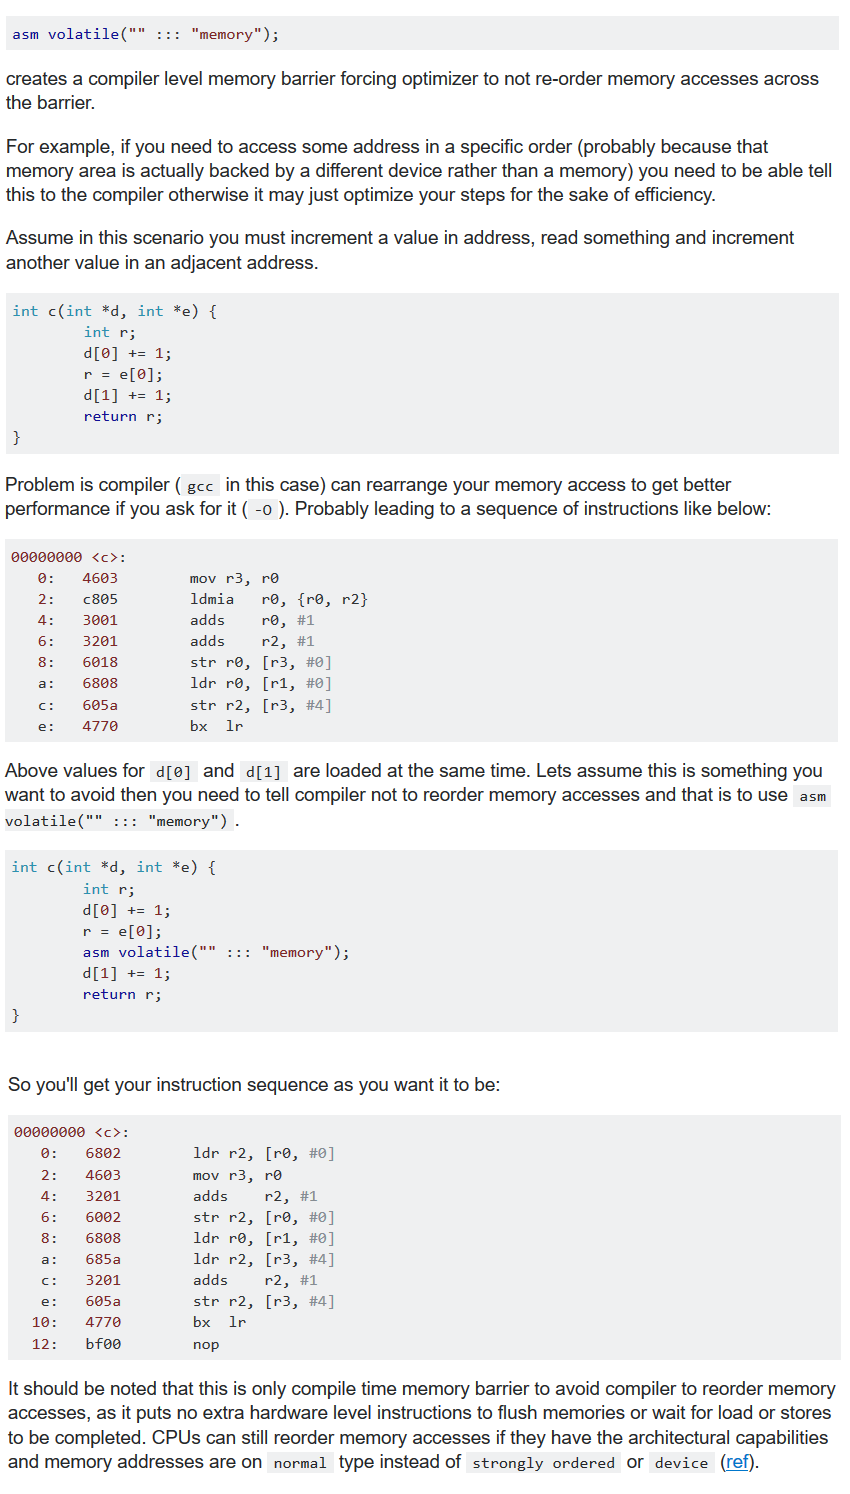 asm volatile("" ::: "memory");
creates a compiler level memory barrier forcing optimizer to not re-order memory accesses across
the barrier.
For example, if you need to access some address in a specific order (probably because that
memory area is actually backed by a different device rather than a memory) you need to be able tell
this to the compiler otherwise it may just optimize your steps for the sake of efficiency.
Assume in this scenario you must increment a value in address, read something and increment
another value in an adjacent address.
int c(int *d, int *e) {
        int r;
        d[0] += 1;
        r = e[0];
        d[1] += 1;
        return r;
}
Problem is compiler ( gcc in this case) can rearrange your memory access to get better
performance if you ask for it ( -O ). Probably leading to a sequence of instructions like below:
00000000 <c>:
   0:   4603        mov r3, r0
   2:   c805        ldmia   r0, {r0, r2}
   4:   3001        adds    r0, #1
   6:   3201        adds    r2, #1
   8:   6018        str r0, [r3, #0]
   a:   6808        ldr r0, [r1, #0]
   c:   605a        str r2, [r3, #4]
   e:   4770        bx  lr
Above values for d[0] and d[1] are loaded at the same time. Lets assume this is something you
want to avoid then you need to tell compiler not to reorder memory accesses and that is to use asm
volatile("" ::: "memory") .
int c(int *d, int *e) {
        int r;
        d[0] += 1;
        r = e[0];
        asm volatile("" ::: "memory");
        d[1] += 1;
        return r;
}
So you'll get your instruction sequence as you want it to be:
00000000 <c>:
   0:   6802        ldr r2, [r0, #0]
   2:   4603        mov r3, r0
   4:   3201        adds    r2, #1
   6:   6002        str r2, [r0, #0]
   8:   6808        ldr r0, [r1, #0]
   a:   685a        ldr r2, [r3, #4]
   c:   3201        adds    r2, #1
   e:   605a        str r2, [r3, #4]
  10:   4770        bx  lr
  12:   bf00        nop
It should be noted that this is only compile time memory barrier to avoid compiler to reorder memory
accesses, as it puts no extra hardware level instructions to flush memories or wait for load or stores
to be completed. CPUs can still reorder memory accesses if they have the architectural capabilities
and memory addresses are on normal type instead of strongly ordered or device (ref).